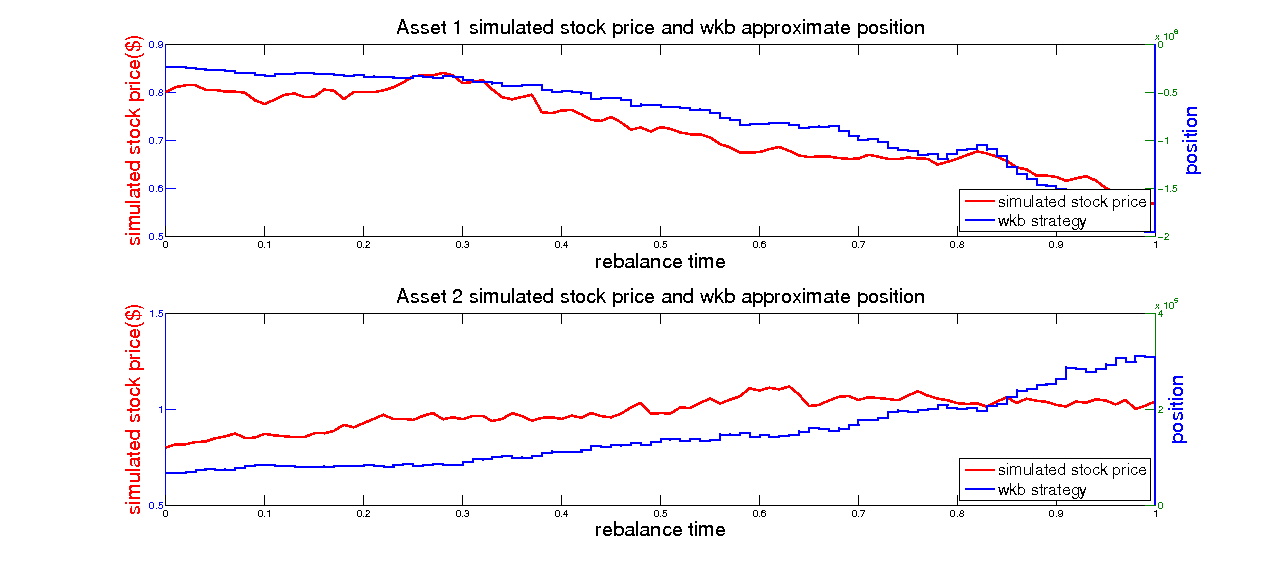 Asset 1 simulated stock price and wkb approximate position
simulated stock price($)
0.9
0.8
0.7
0.6
0.5
0 0.1 0.2 0.3 0.4 0.5 0.6 0.7 0.8 0.9 1
rebalance time
0
-0.5
-1
-1.5
-2
position
simulated stock price
wkb strategy
Asset 2 simulated stock price and wkb approximate position
simulated stock price($)
1.5
1
0.5
0 0.1 0.2 0.3 0.4 0.5 0.6 0.7 0.8 0.9 1
rebalance time
4
2
0
position
simulated stock price
wkb strategy